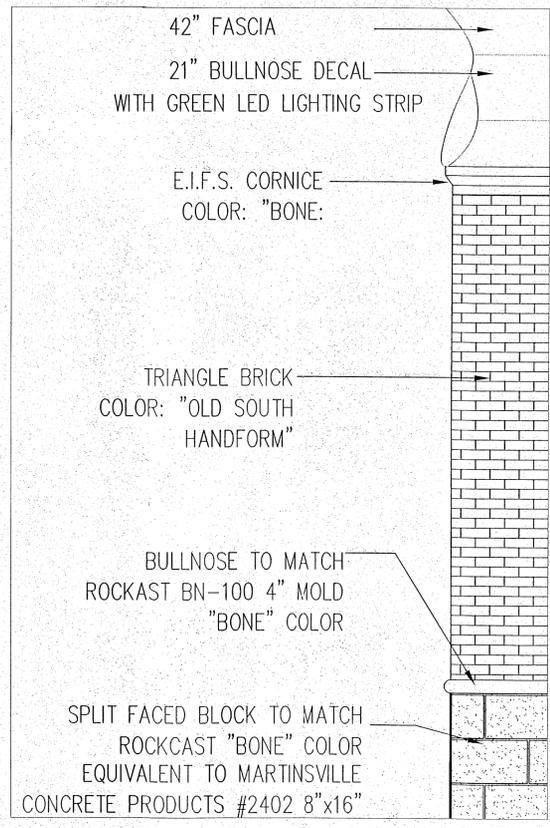 42" FASCIA
21" BULLNOSE DECAL
WITH GREEN LED LIGHTING STRIP
E.I.F.S. CORNICE
COLOR: "BONE:
TRIANGLE BRICK
COLOR: "OLD SOUTH
HANDFORM"
BULLNOSE TO MATCH
ROCKAST BN-100 4" MOLD
"BONE" COLOR
SPLIT FACED BLOCK TO MATCH
ROCKCAST "BONE" COLOR
EQUIVALENT TO MARTINSVILLE
CONCRETE PRODUCTS #2402 8"x16"